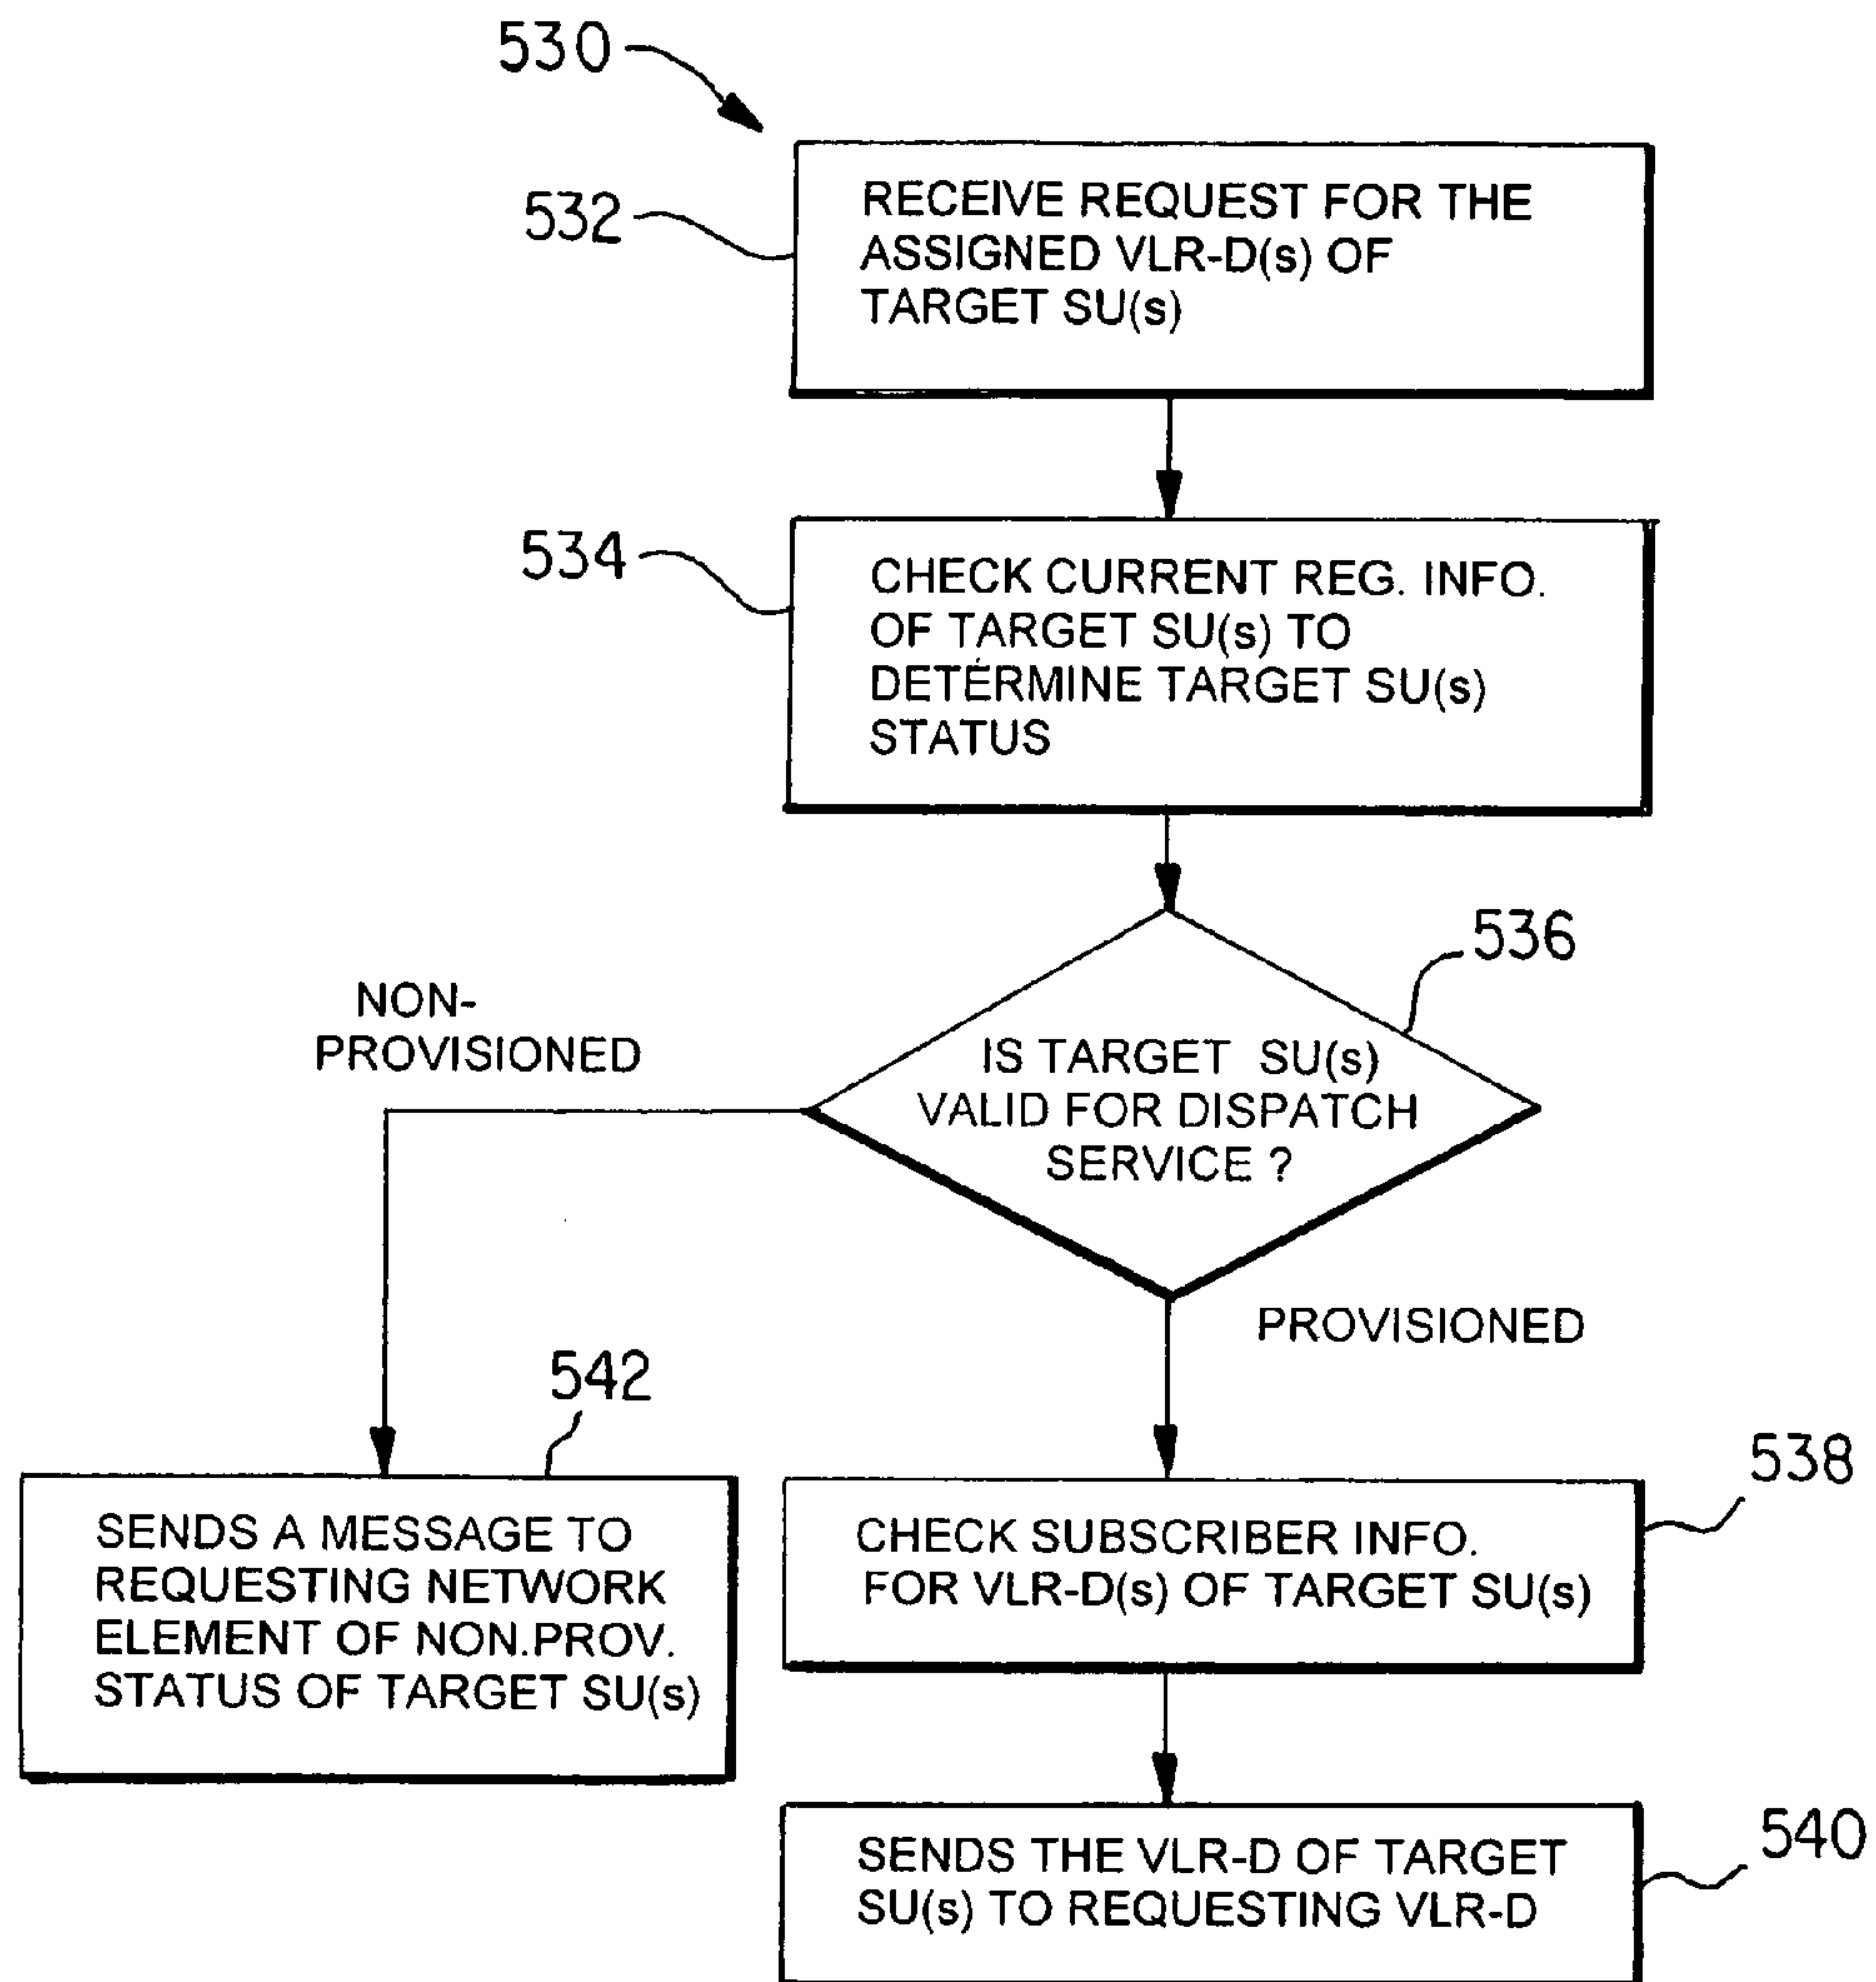 530
532
RECEIVE REQUEST FOR THE
ASSIGNED VLR-D(s) OF
TARGET SU(s)
534
CHECK CURRENT REG. INFO.
OF TARGET SU(s) TO
DETERMINE TARGET SU(s)
STATUS
536
NON-
PROVISIONED
IS TARGET SU(s)
VALID FOR DISPATCH
SERVICE ?
PROVISIONED
542
538
SENDS A MESSAGE TO
REQUESTING NETWORK
ELEMENT OF NON.PROV.
STATUS OF TARGET SU(s)
CHECK SUBSCRIBER INFO.
FOR VLR-D(s) OF TARGET SU(s)
540
SENDS THE VLR-D OF TARGET
SU(s) TO REQUESTING VLR-D